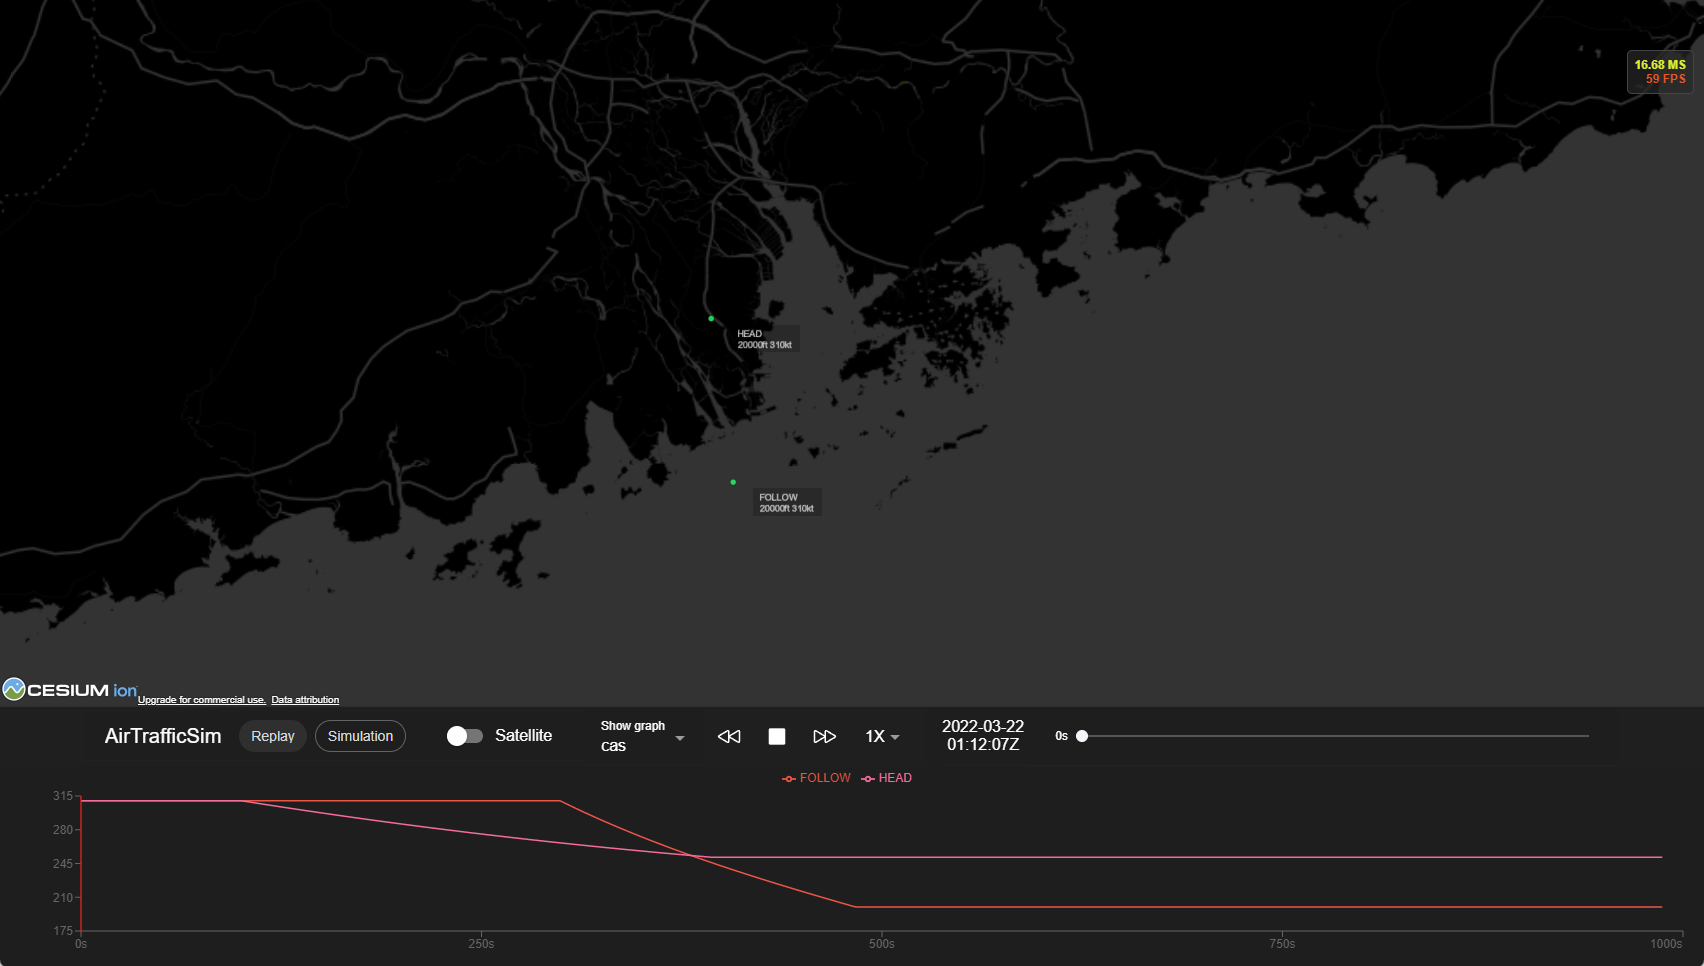 16.68 MS
59 FPS
HEAD
20000ft 310kt
FOLLOW
20000ft 310kt
CESIUM ion
Upgrade for commercial use. Data attribution
AirTrafficSim
Replay
Simulation
Satellite
Show graph
cas
1X
2022-03-22
01:12:07Z
0s
FOLLOW
HEAD
315
280
245
210
175
0s
250s
500s
750s
1000s